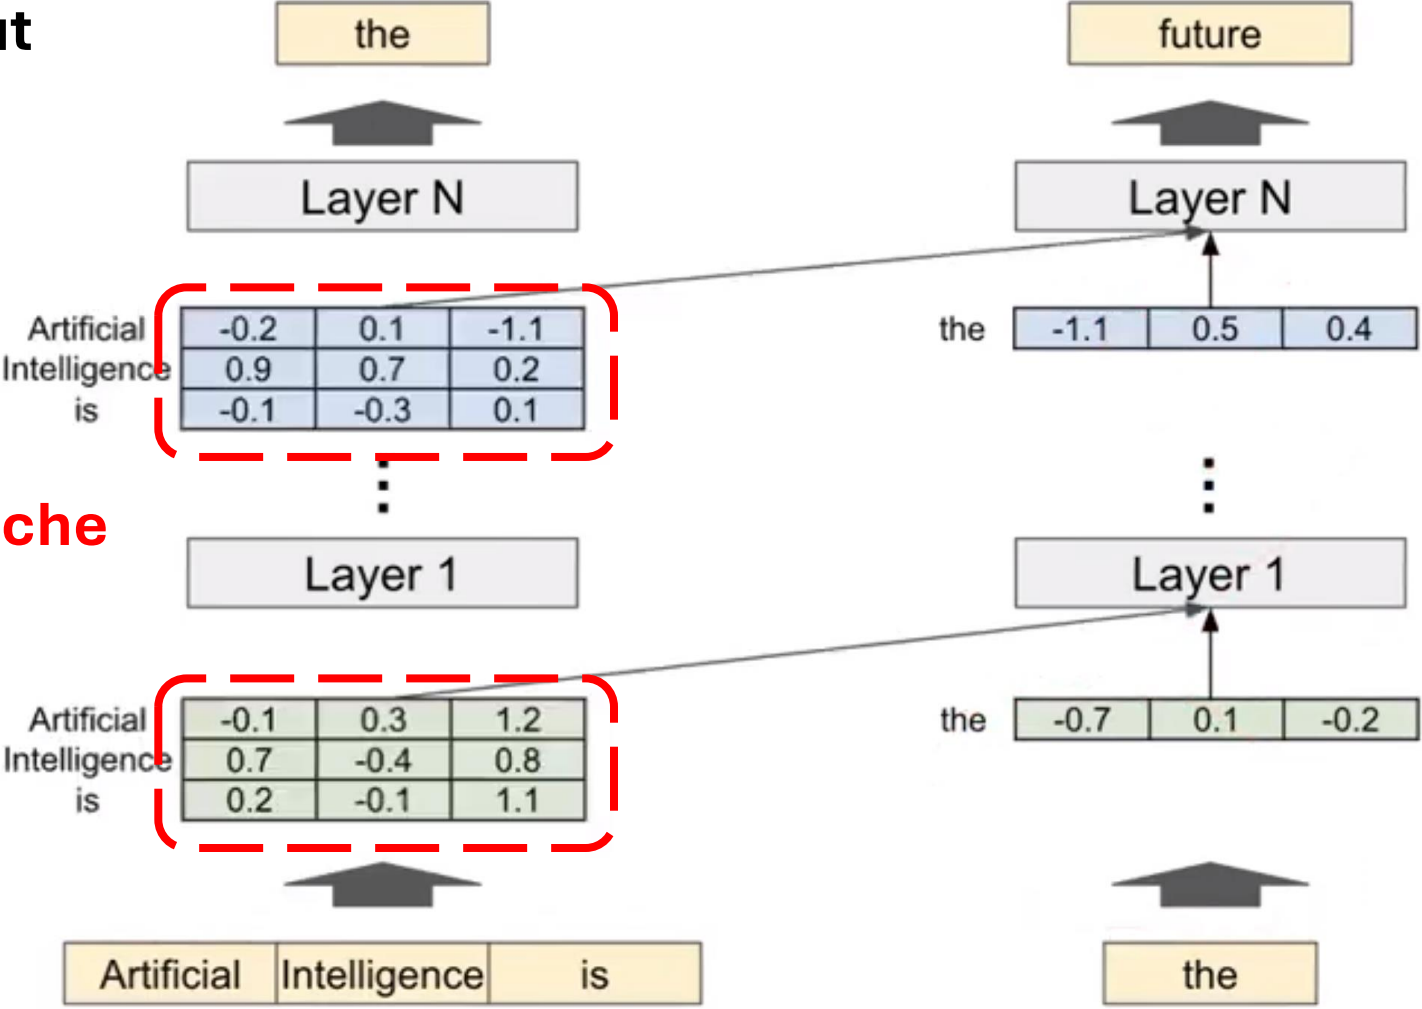 ut
the future
Layer N Layer N
Artificial -0.2 0.1 -1.1 the -1.1 0.5 0.4
Intelligence 0.9 0.7 0.2
is -0.1 -0.3 0.1
che
Layer 1 Layer 1
Artificial -0.1 0.3 1.2 the -0.7 0.1 -0.2
Intelligence 0.7 -0.4 0.8
is 0.2 -0.1 1.1
Artificial Intelligence is the